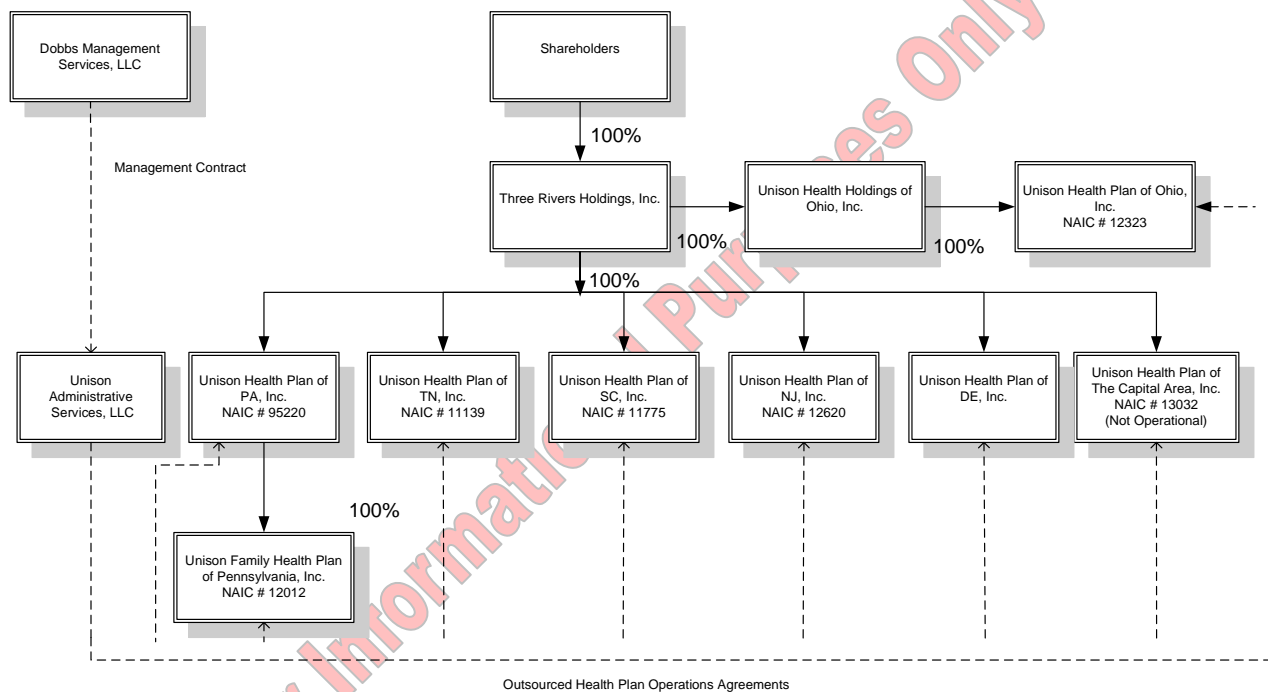 Dobbs Management
Services, LLC
Shareholders
100%
Management Contract
Three Rivers Holdings, Inc.
Unison Health Holdings of
Ohio, Inc.
Unison Health Plan of Ohio,
Inc.
NAIC # 12323
100%
100%
100%
Unison
Administrative
Services, LLC
Unison Health Plan of
PA, Inc.
NAIC # 95220
Unison Health Plan of
TN, Inc.
NAIC # 11139
Unison Health Plan of
SC, Inc.
NAIC # 11775
Unison Health Plan of
NJ, Inc.
NAIC # 12620
Unison Health Plan of
DE, Inc.
Unison Health Plan of
The Capital Area, Inc.
NAIC # 13032
(Not Operational)
100%
Unison Family Health Plan
of Pennsylvania, Inc.
NAIC # 12012
Outsourced Health Plan Operations Agreements
Purposes Only